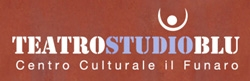 TEATROSTUDIOBLU
Centro Culturale il Funaro